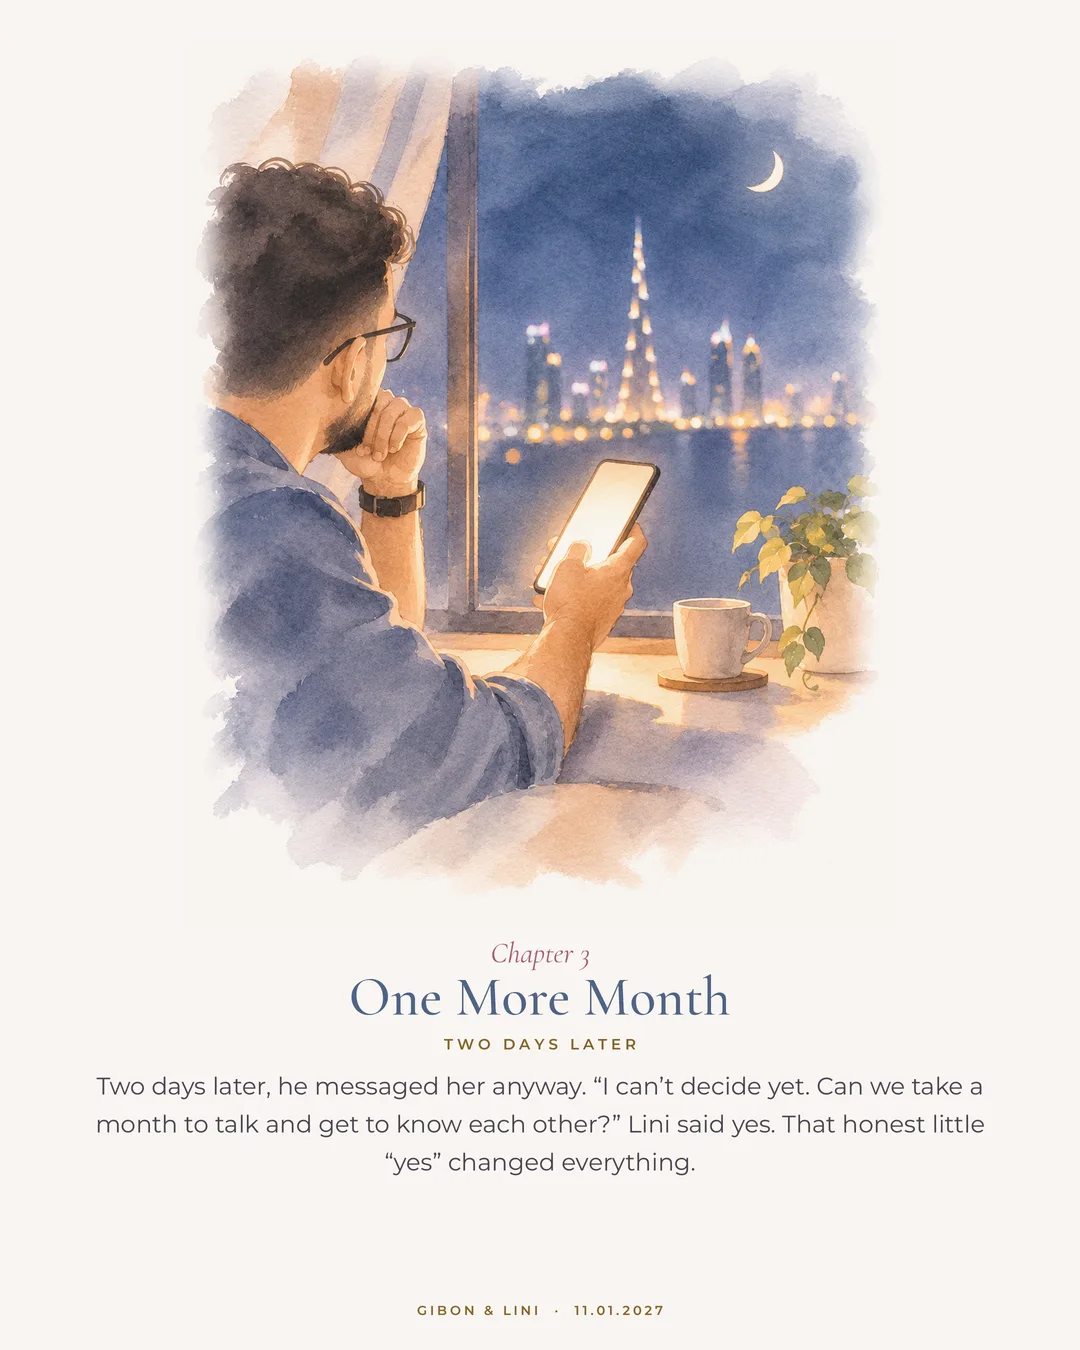 Chapter 3
One More Month
TWO DAYS LATER
Two days later, he messaged her anyway. “I can’t decide yet. Can we take a
month to talk and get to know each other?” Lini said yes. That honest little
“yes” changed everything.
GIBON & LINI · 11.01.2027